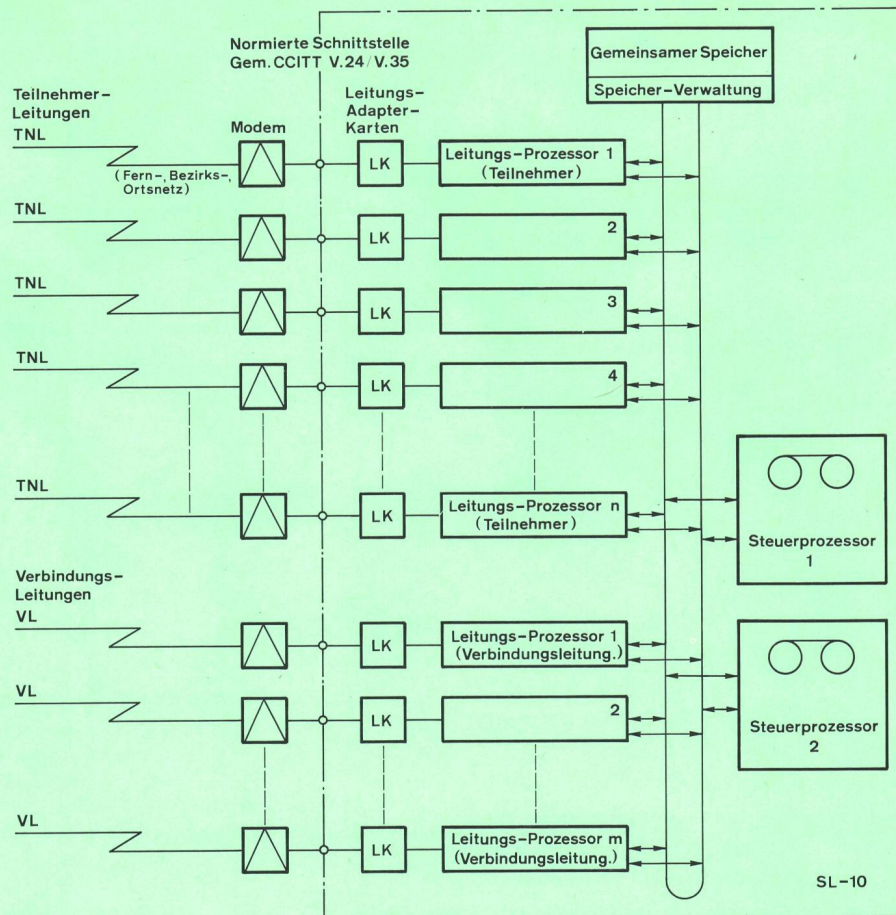 Normierte Schnittstelle
Gem. CCITT V.24/V.35
Gemeinsamer Speicher
Speicher-Verwaltung
Teilnehmer-
Leitungen
Modem
Leitungs-
Adapter-
Karten
TNL
(Fern-, Bezirks-,
Ortsnetz)
LK
Leitungs-Prozessor 1
(Teilnehmer)
TNL
LK
2
TNL
LK
3
TNL
LK
4
TNL
LK
Leitungs-Prozessor n
(Teilnehmer)
Steuerprozessor
1
Verbindungs-
Leitungen
VL
LK
Leitungs-Prozessor 1
(Verbindungsleitung.)
VL
LK
2
Steuerprozessor
2
VL
LK
Leitungs-Prozessor m
(Verbindungsleitung.)
SL-10